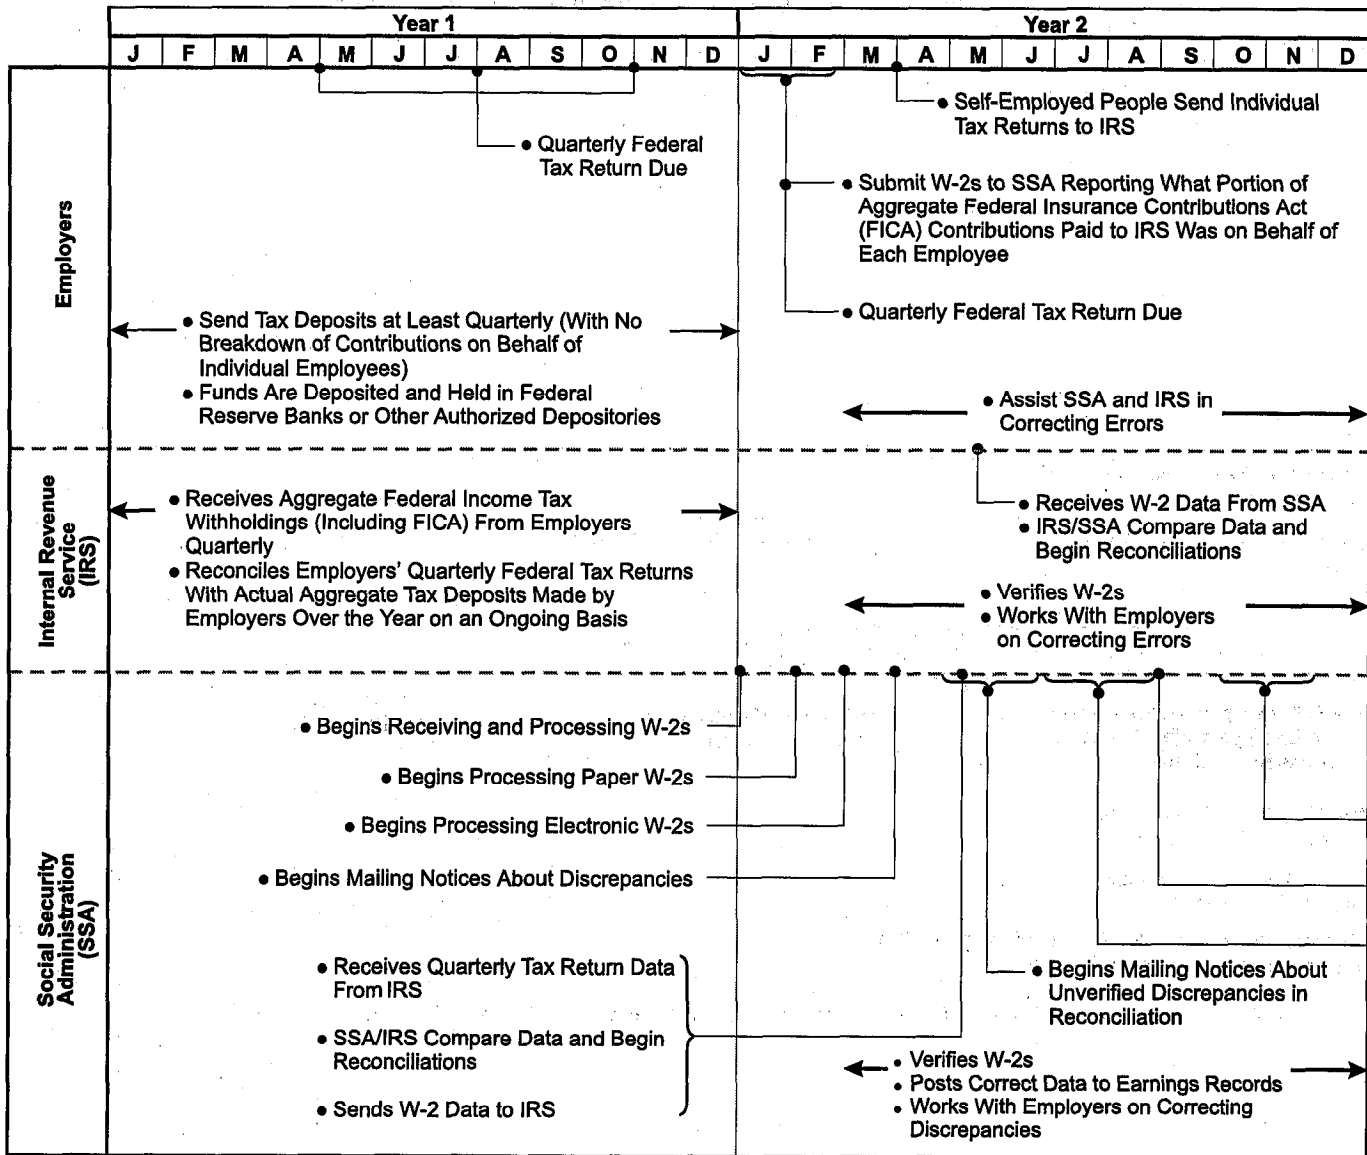 Year 1
Year 2
J F M A M J J A S O N D J F M A M J J A S O N D
Employers
• Quarterly Federal
Tax Return Due
• Self-Employed People Send Individual
Tax Returns to IRS
• Submit W-2s to SSA Reporting What Portion of
Aggregate Federal Insurance Contributions Act
(FICA) Contributions Paid to IRS Was on Behalf of
Each Employee
• Quarterly Federal Tax Return Due
• Send Tax Deposits at Least Quarterly (With No
Breakdown of Contributions on Behalf of
Individual Employees)
• Funds Are Deposited and Held in Federal
Reserve Banks or Other Authorized Depositories
• Assist SSA and IRS in
Correcting Errors
Internal Revenue
Service
(IRS)
• Receives Aggregate Federal Income Tax
Withholdings (Including FICA) From Employers
Quarterly
• Reconciles Employers' Quarterly Federal Tax Returns
With Actual Aggregate Tax Deposits Made by
Employers Over the Year on an Ongoing Basis
• Receives W-2 Data From SSA
• IRS/SSA Compare Data and
Begin Reconciliations
• Verifies W-2s
• Works With Employers
on Correcting Errors
Social Security
Administration
(SSA)
• Begins Receiving and Processing W-2s
• Begins Processing Paper W-2s
• Begins Processing Electronic W-2s
• Begins Mailing Notices About Discrepancies
• Receives Quarterly Tax Return Data
From IRS
• SSA/IRS Compare Data and Begin
Reconciliations
• Sends W-2 Data to IRS
• Begins Mailing Notices About
Unverified Discrepancies in
Reconciliation
• Verifies W-2s
• Posts Correct Data to Earnings Records
• Works With Employers on Correcting
Discrepancies